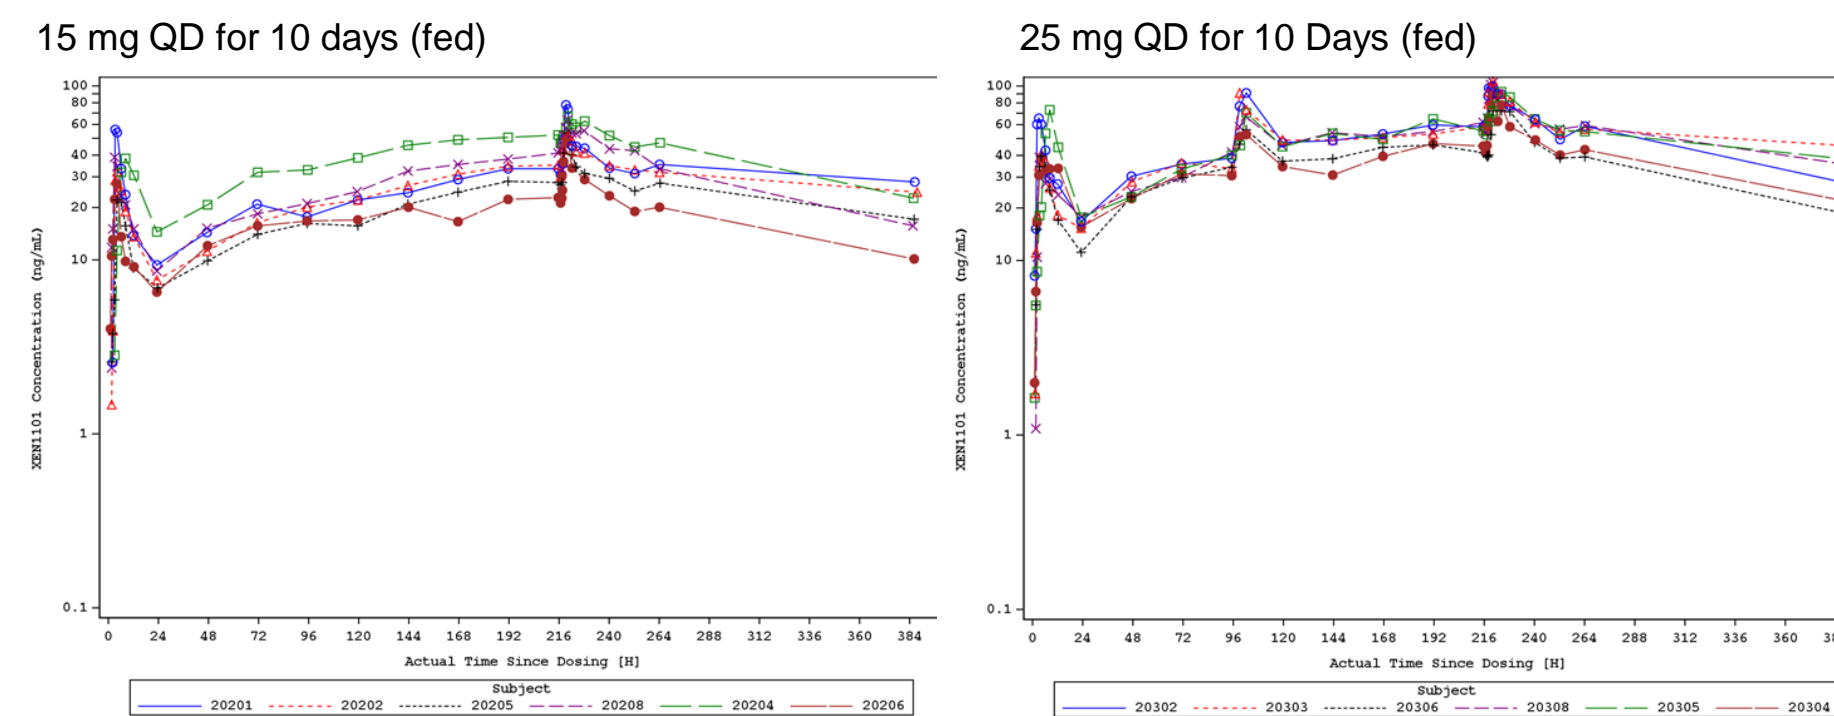 15 mg QD for 10 days (fed)
100
80
60
40
30
20
10
1
0.1
XEN1101 Concentration (ng/mL)
0 24 48 72 96 120 144 168 192 216 240 264 288 312 336 360 384
Actual Time Since Dosing [H]
Subject
20201 20202 20205 20208 20204 20206
25 mg QD for 10 Days (fed)
100
80
60
40
30
20
10
1
0.1
XEN1101 Concentration (ng/mL)
0 24 48 72 96 120 144 168 192 216 240 264 288 312 336 360
Actual Time Since Dosing [H]
Subject
20302 20303 20306 20308 20305 20304